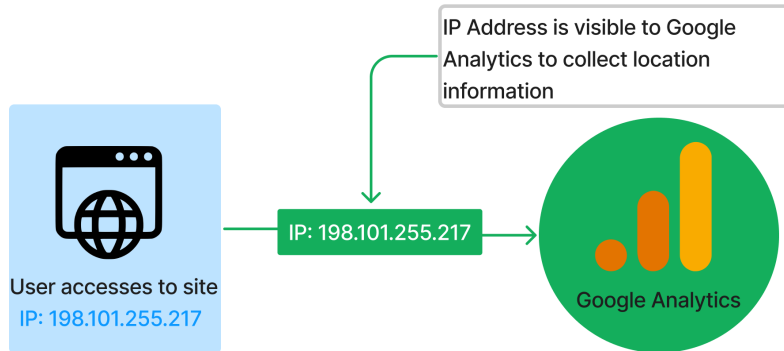 IP Address is visible to Google
Analytics to collect location
information
IP: 198.101.255.217
User accesses to site
IP: 198.101.255.217
Google Analytics